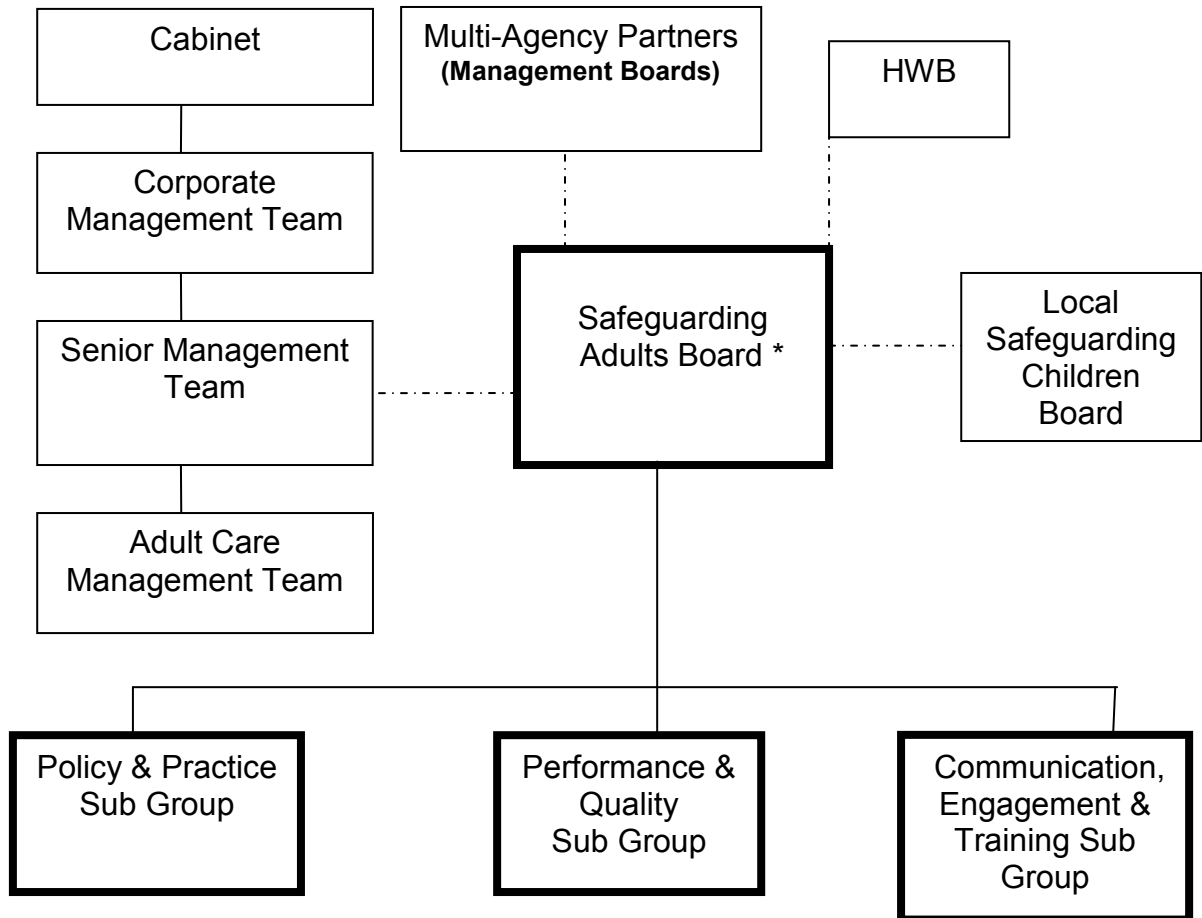 Cabinet
Multi-Agency Partners
(Management Boards)
HWB
Corporate
Management Team
Senior Management
Team
Safeguarding
Adults Board *
Local
Safeguarding
Children
Board
Adult Care
Management Team
Policy & Practice
Sub Group
Performance &
Quality
Sub Group
Communication,
Engagement &
Training Sub
Group